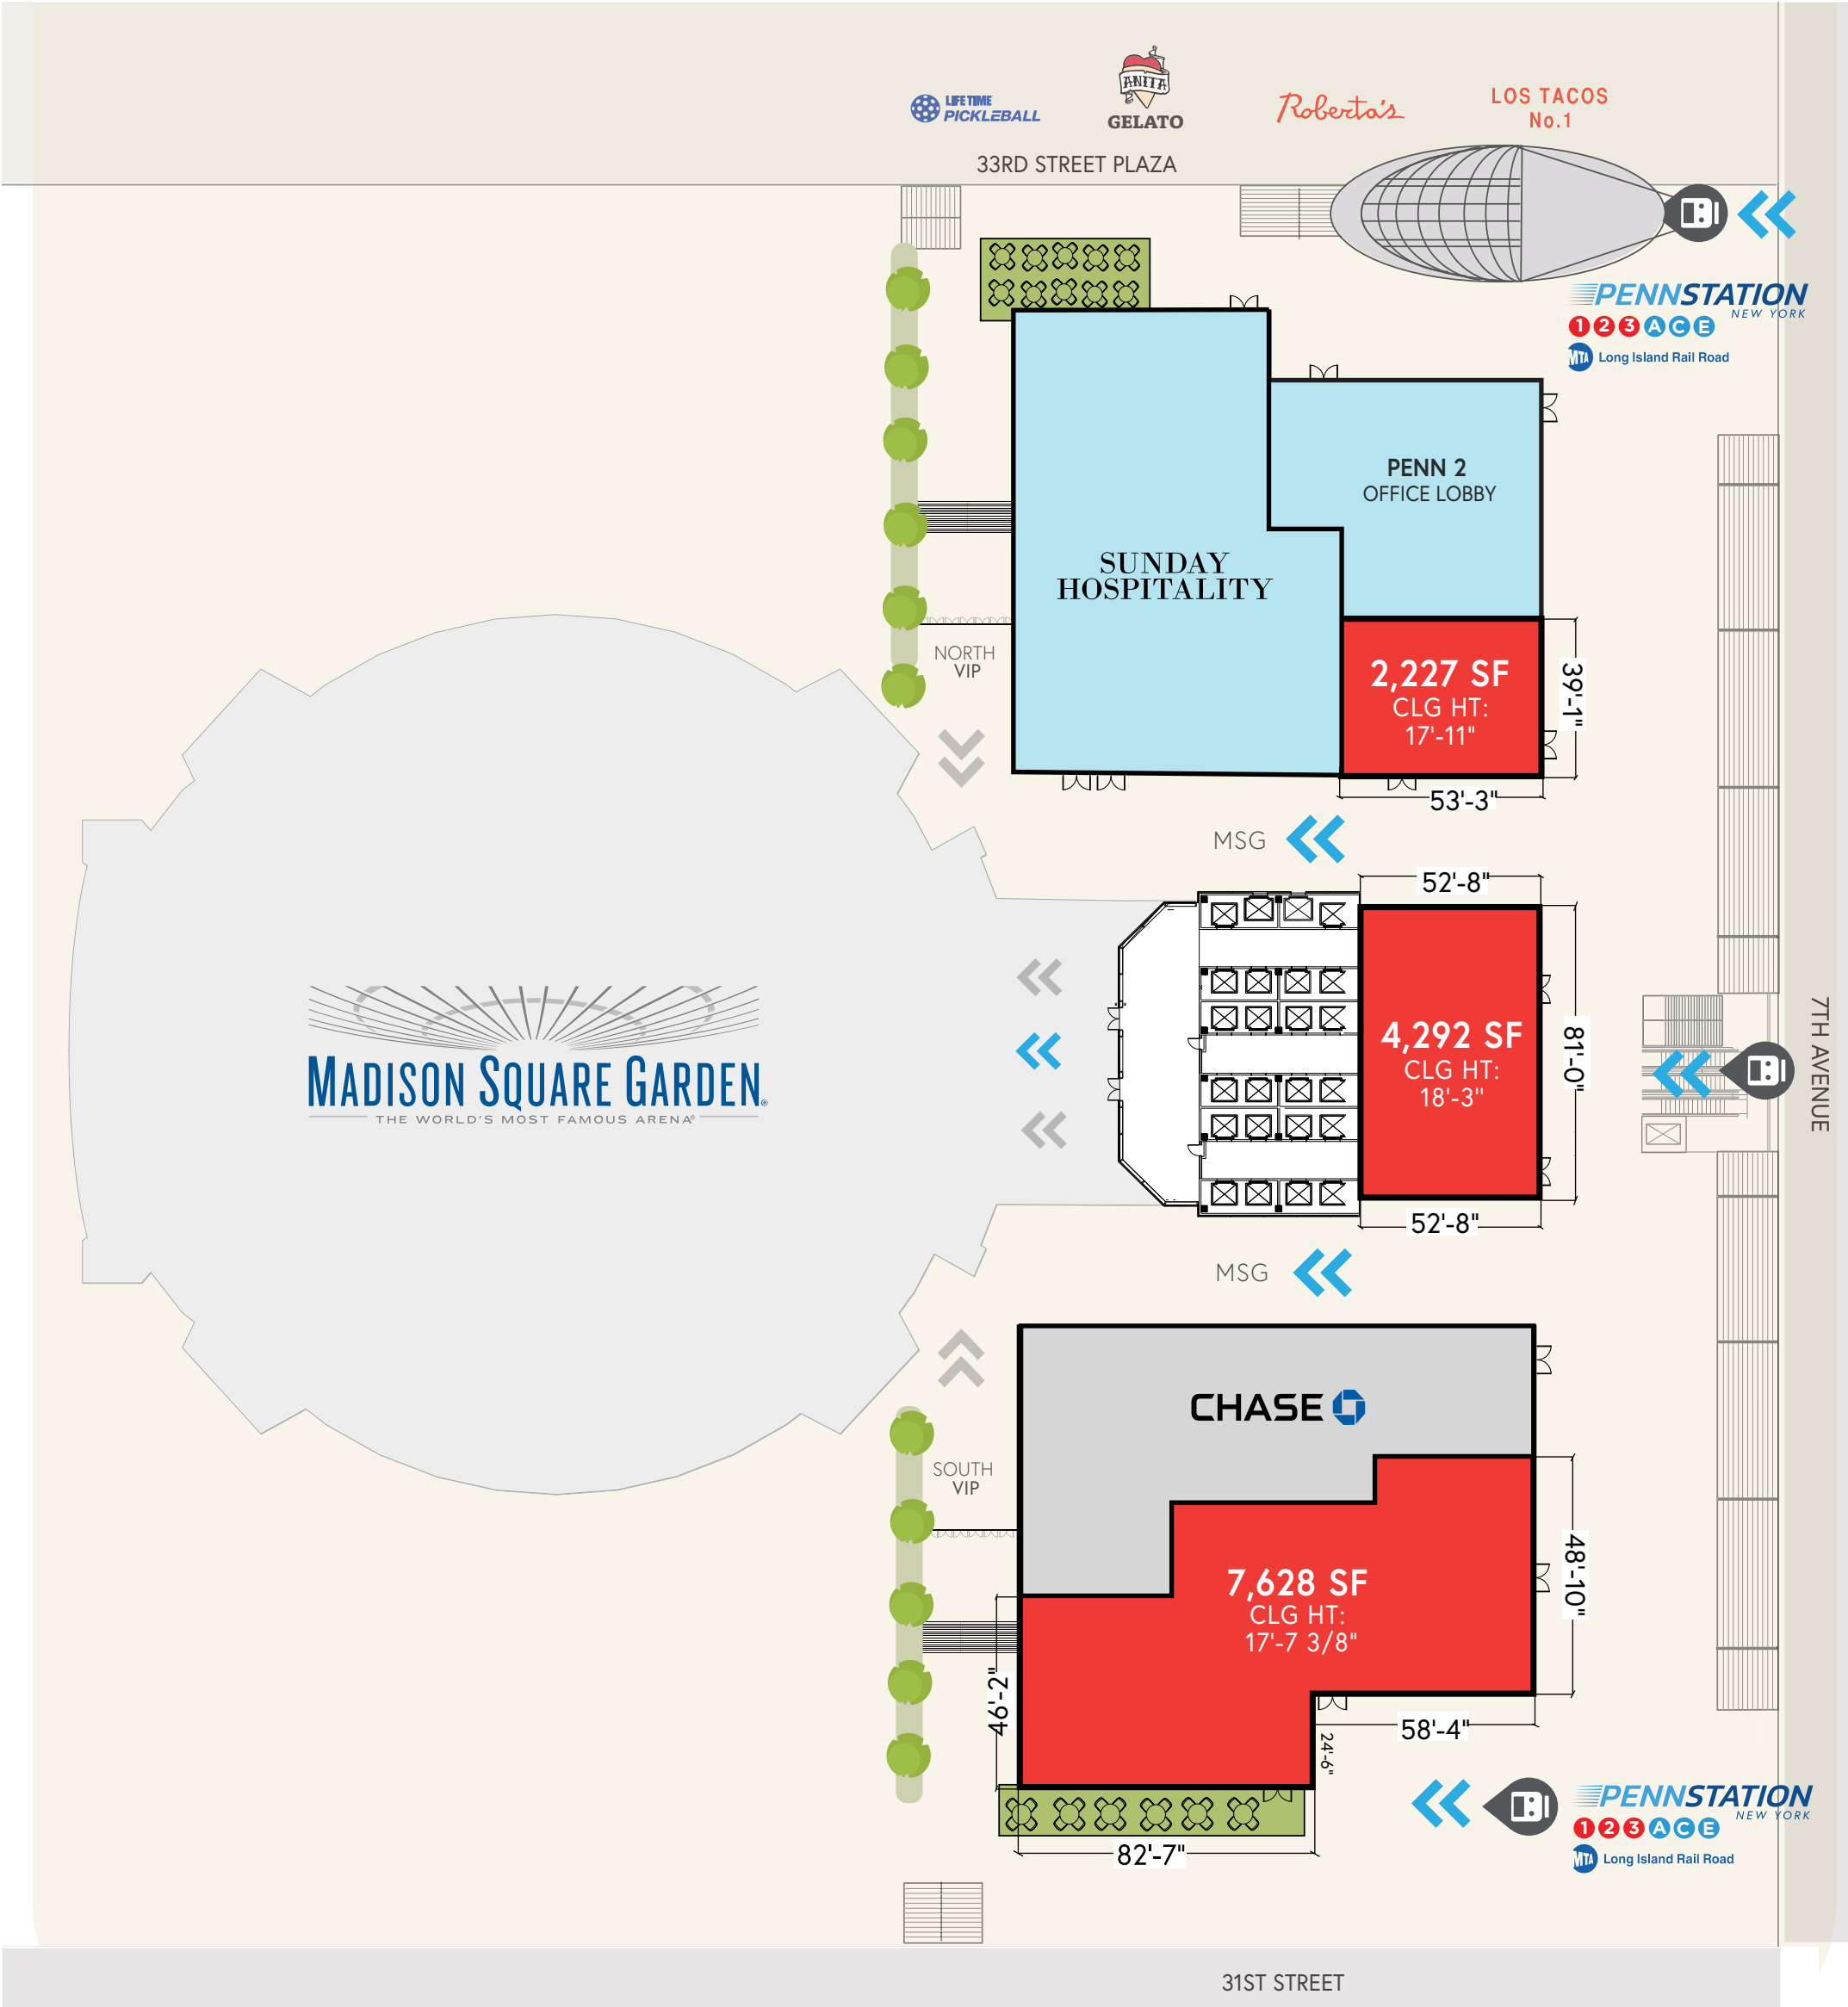 LIFE TIME
PICKLEBALL
ANITA
GELATO
Roberta's
LOS TACOS
No.1
33RD STREET PLAZA
PENNSTATION
NEW YORK
1 2 3 A C E
MTA Long Island Rail Road
PENN 2
OFFICE LOBBY
SUNDAY
HOSPITALITY
NORTH
VIP
2,227 SF
CLG HT:
17'-11"
39'-1"
53'-3"
MSG
52'-8"
4,292 SF
CLG HT:
18'-3"
81'-0"
7TH AVENUE
MADISON SQUARE GARDEN®
THE WORLD'S MOST FAMOUS ARENA®
52'-8"
MSG
CHASE
SOUTH
VIP
7,628 SF
CLG HT:
17'-7 3/8"
48'-10"
46'-2"
58'-4"
24'-6"
82'-7"
PENNSTATION
NEW YORK
1 2 3 A C E
MTA Long Island Rail Road
31ST STREET